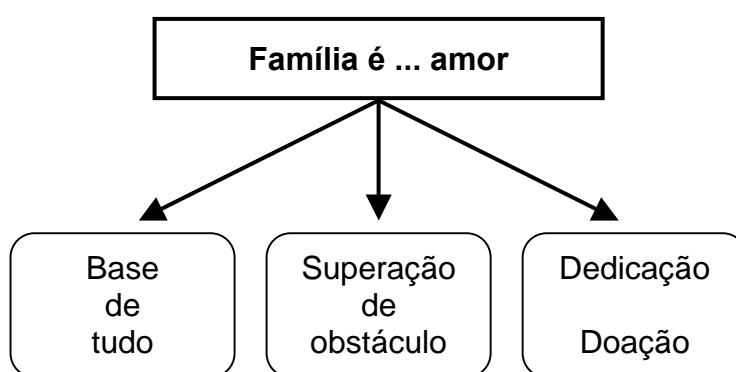 Família é ... amor
Base
de
tudo
Superação
de
obstáculo
Dedicação
Doação